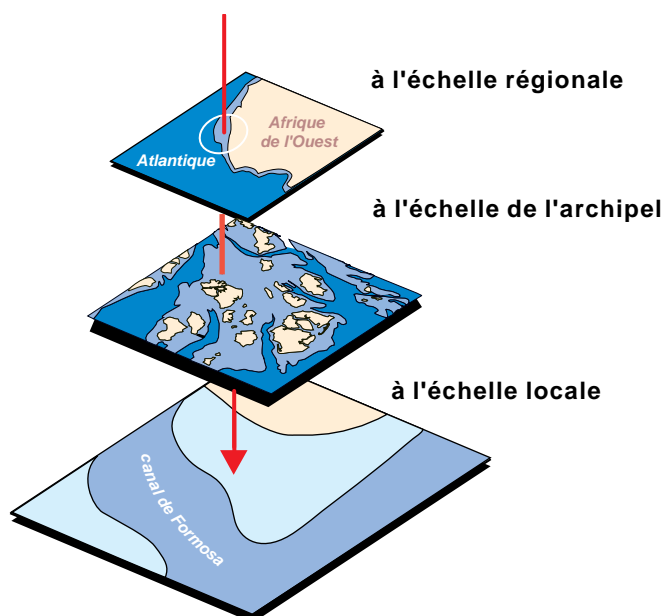 à l'échelle régionale
Afrique
de l'Ouest
Atlantique
à l'échelle de l'archipel
à l'échelle locale
canal de Formosa